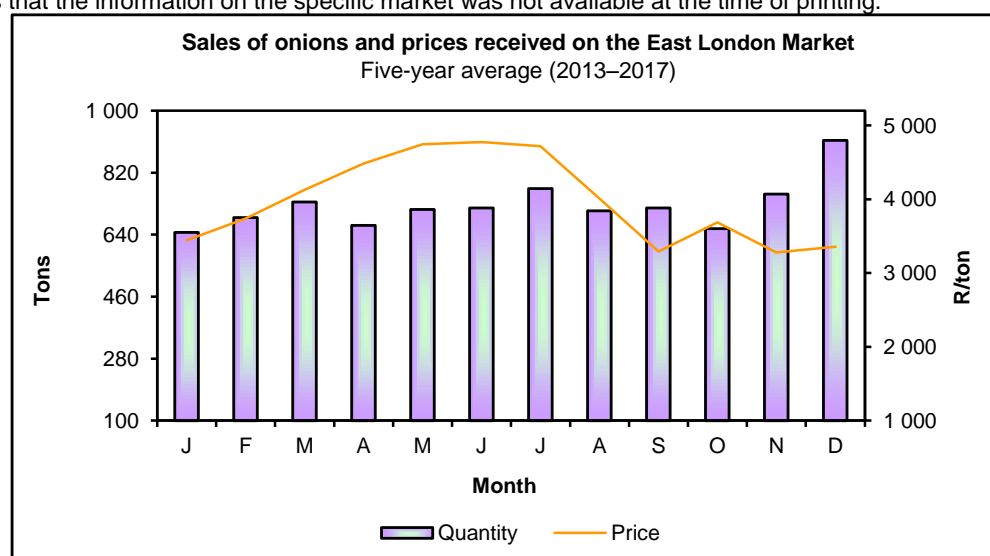 s that the information on the specific market was not available at the time of printing.
Sales of onions and prices received on the East London Market
Five-year average (2013–2017)
1 000
820
640
460
280
100
Tons
5 000
4 000
3 000
2 000
1 000
R/ton
J F M A M J J A S O N D
Month
Quantity Price